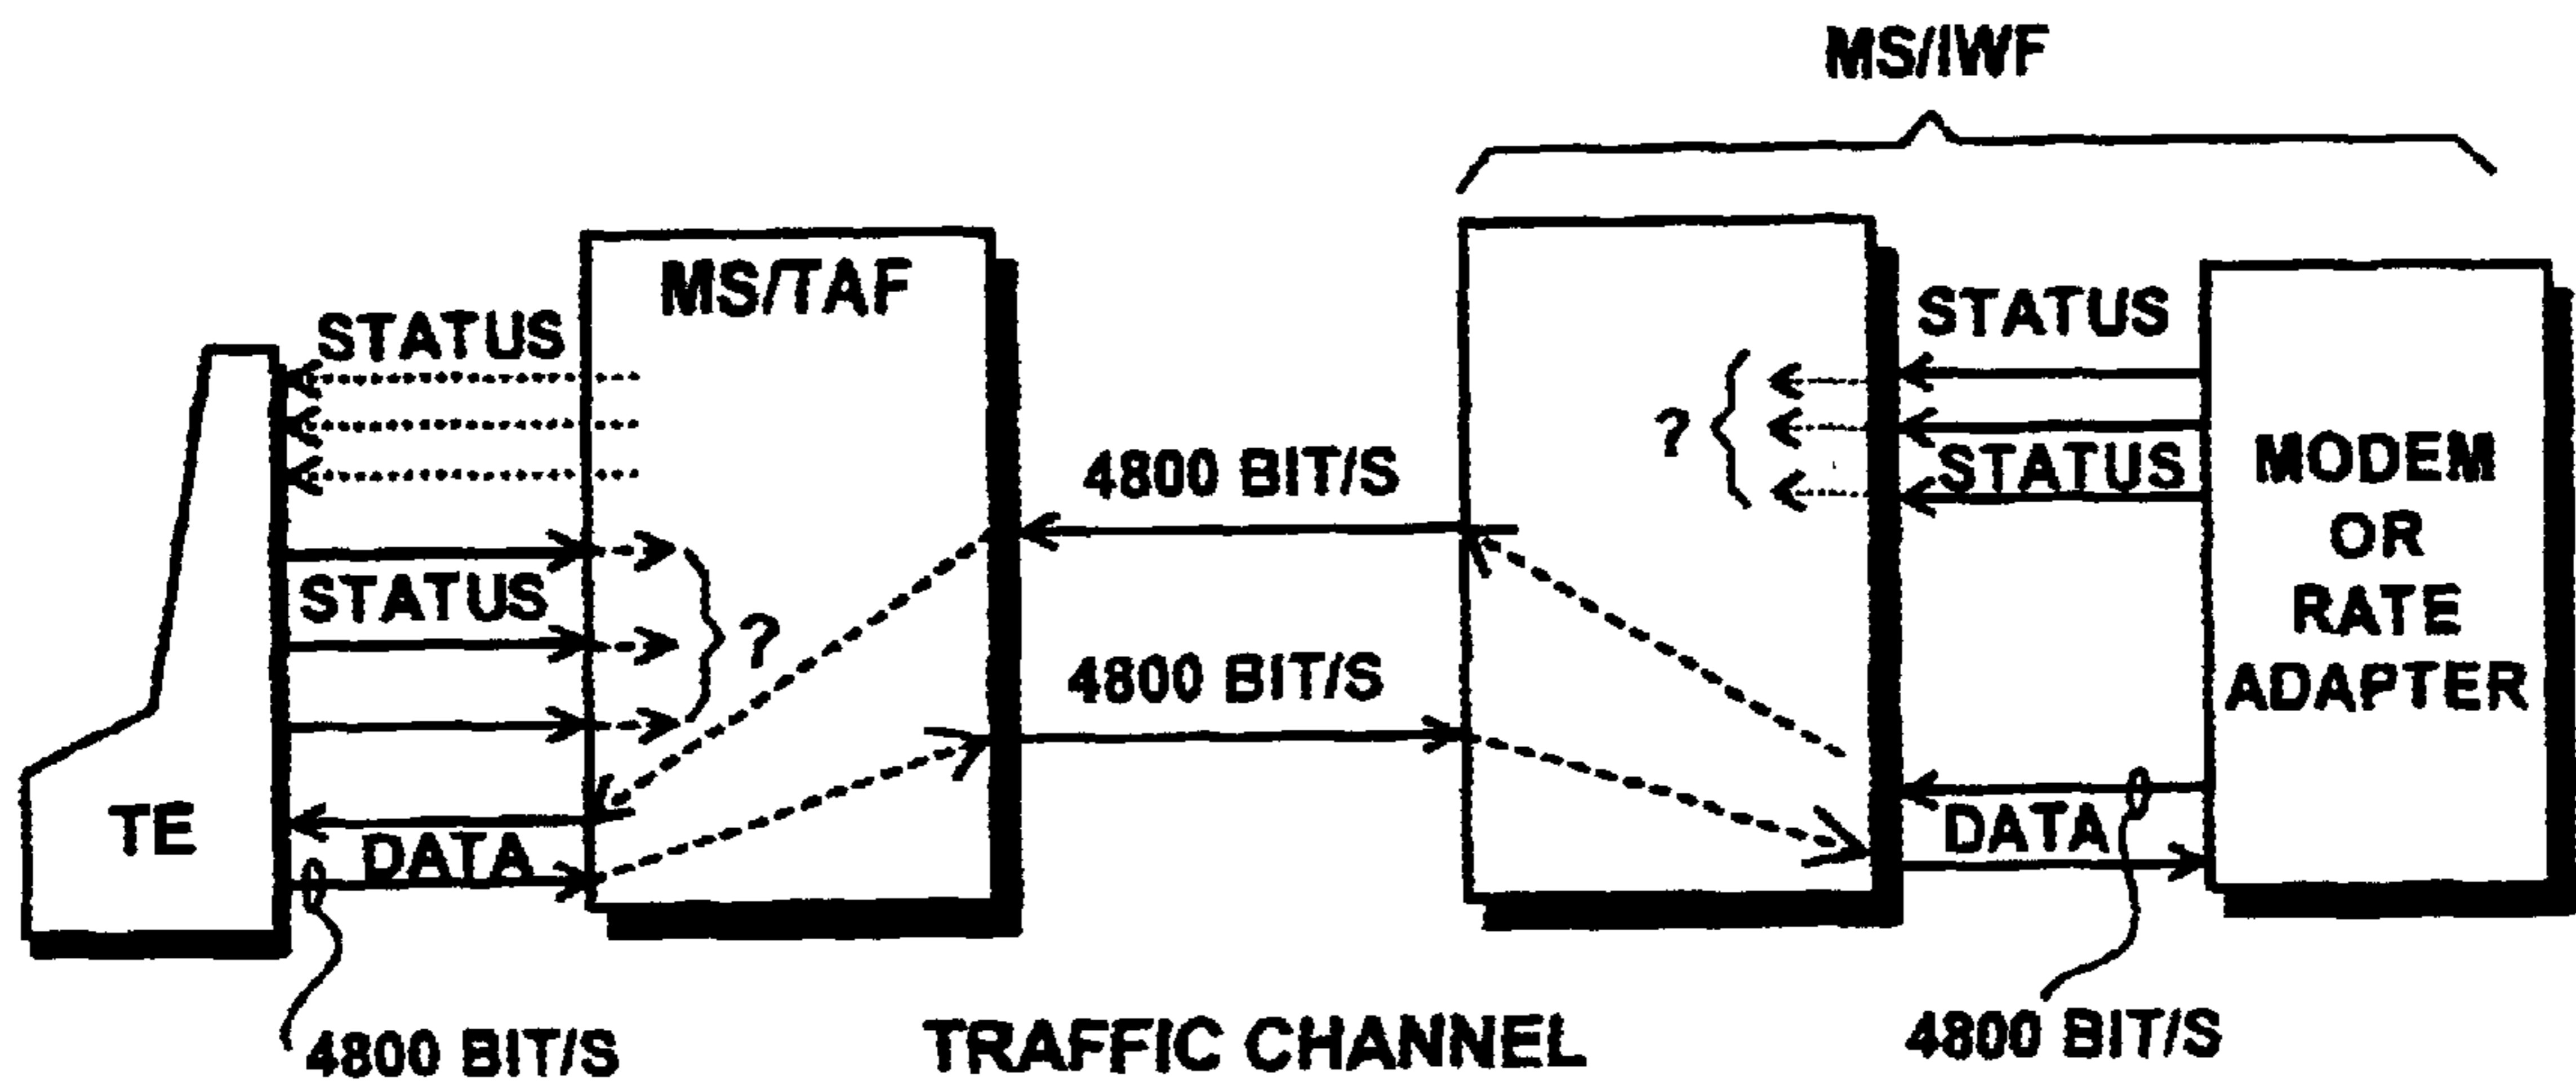 MS/IWF
MS/TAF
STATUS
STATUS
?
4800 BIT/S
STATUS
MODEM
OR
RATE
ADAPTER
STATUS
?
4800 BIT/S
TE
DATA
DATA
4800 BIT/S
TRAFFIC CHANNEL
4800 BIT/S